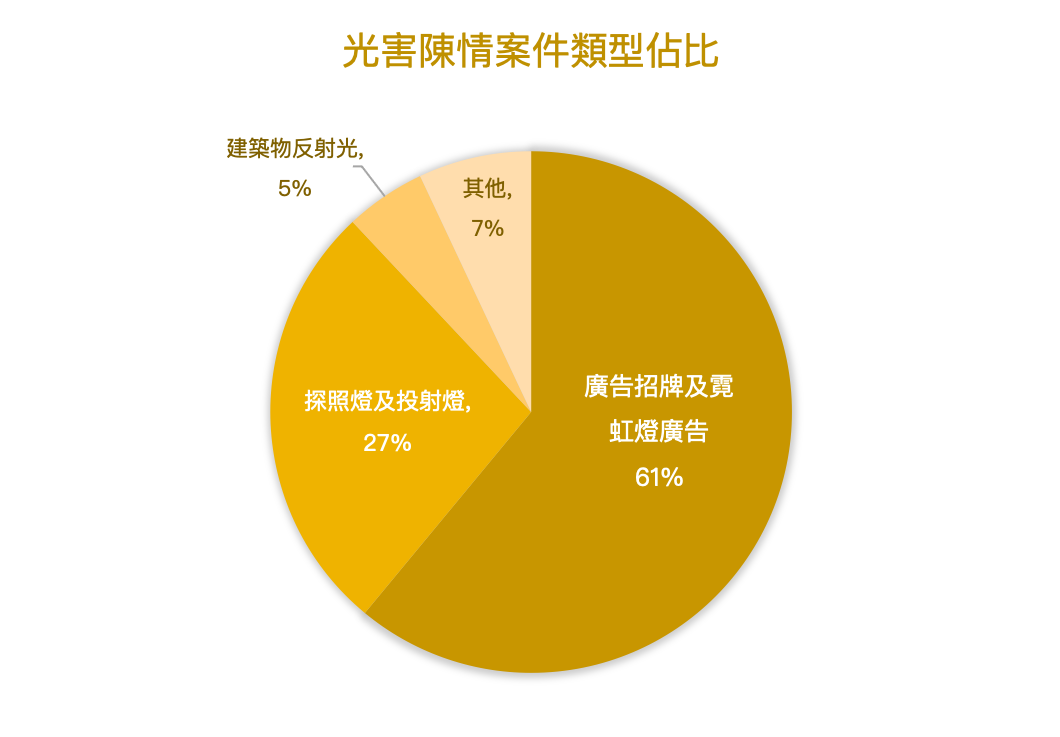 光害陳情案件類型佔比
建築物反射光,
5%
其他,
7%
探照燈及投射燈,
27%
廣告招牌及霓
虹燈廣告
61%